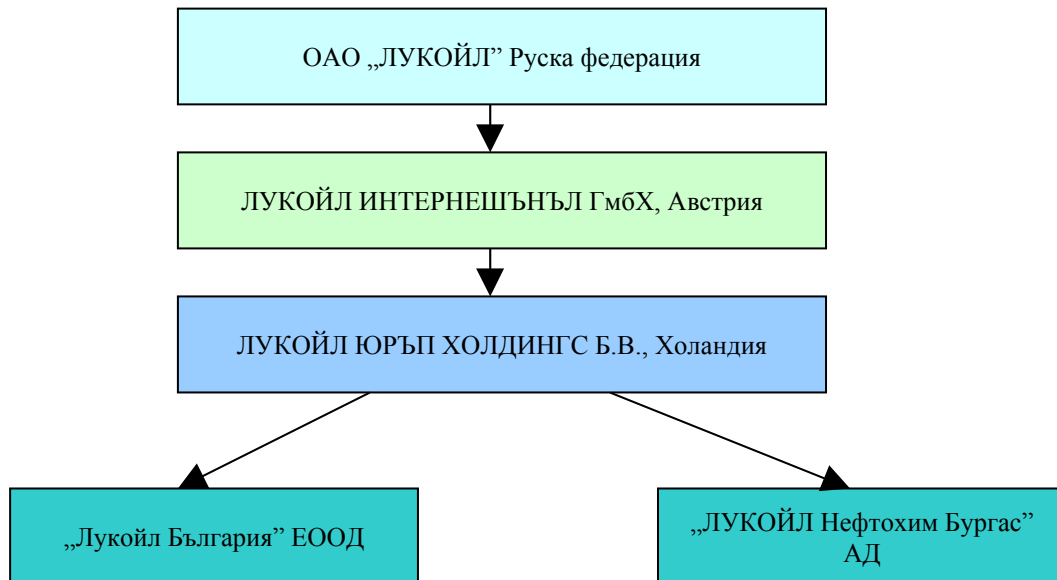 ОАО „ЛУКОЙЛ” Руска федерация
ЛУКОЙЛ ИНТЕРНЕШЪНЪЛ ГмбХ, Австрия
ЛУКОЙЛ ЮРЪП ХОЛДИНГС Б.В., Холандия
„Лукойл България” ЕООД
„ЛУКОЙЛ Нефтохим Бургас”
АД